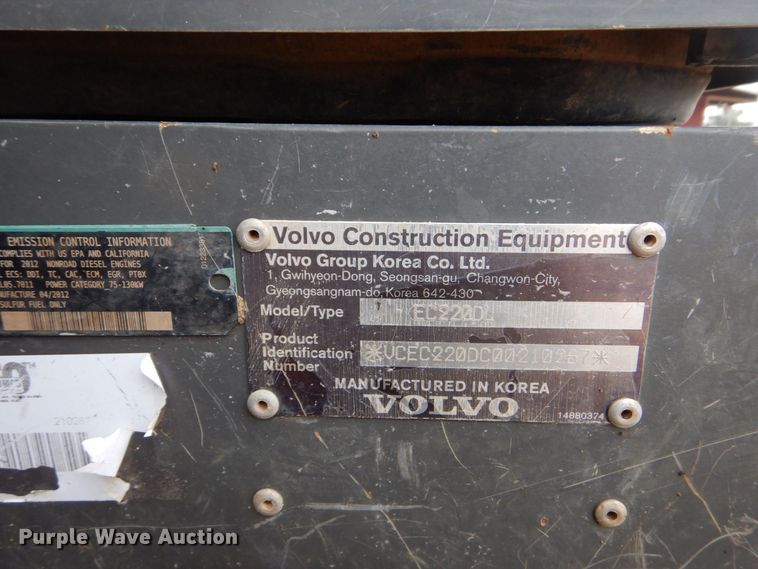 EMISSION CONTROL INFORMATION
COMPLIES WITH US EPA AND CALIFORNIA
FOR 2012 NONROAD DIESEL ENGINES
ECS: DDI, TC, CAC, ECM, EGR, PTOX
POWER CATEGORY 75-130KW
04/2012
SULFUR FUEL ONLY
Volvo Construction Equipment
Volvo Group Korea Co. Ltd.
1, Gwihyeon-Dong, Seongsan-gu, Changwon-City,
Gyeongsangnam-do, Korea 642-430
Model/Type EC220DL
Product
Identification *VCEC220DC00210267*
Number
MANUFACTURED IN KOREA
VOLVO
14880374
Purple Wave Auction